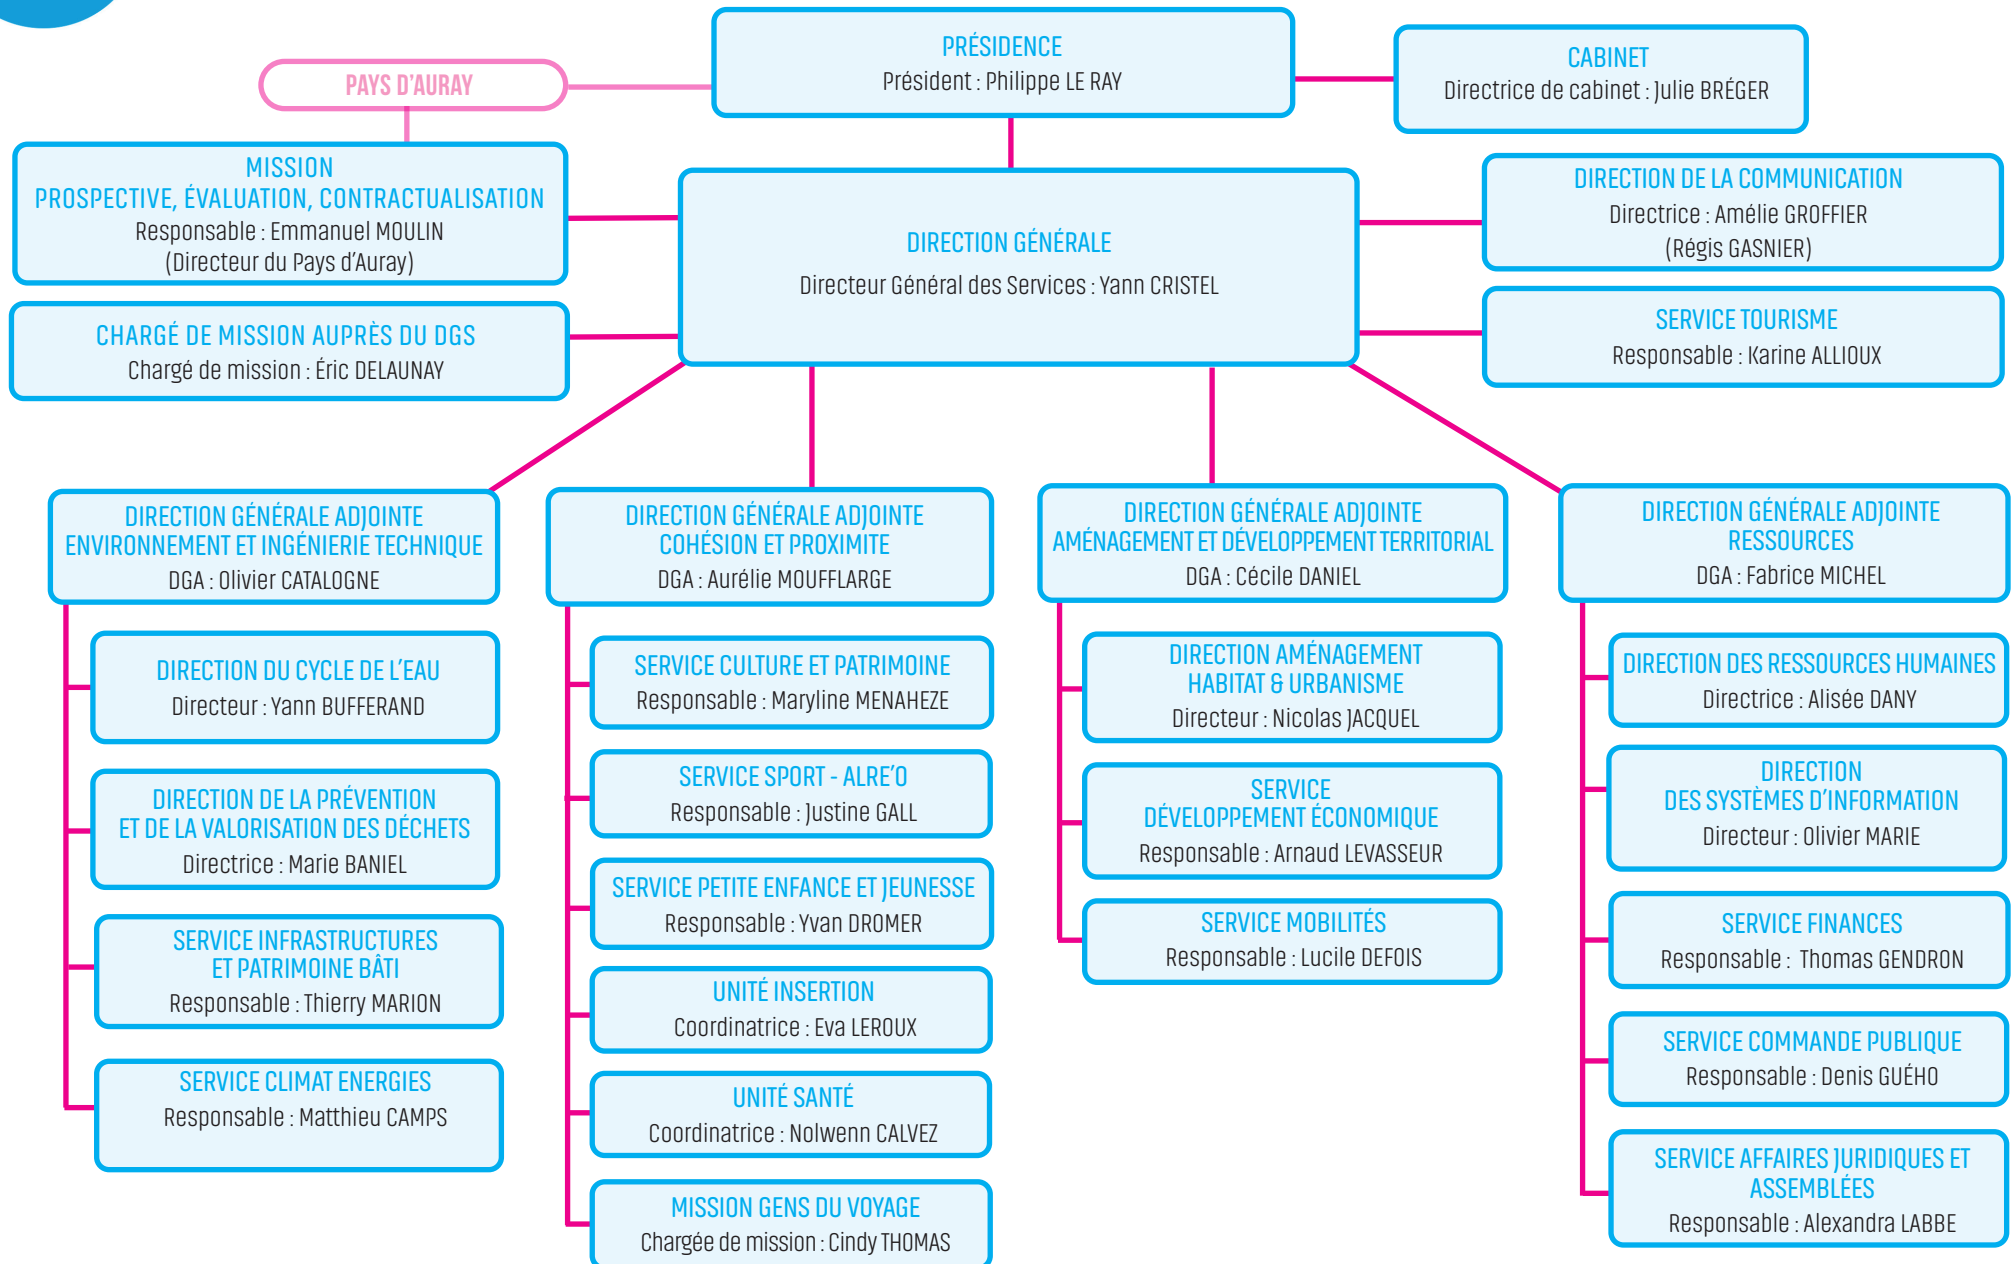 PRÉSIDENCE
Président : Philippe LE RAY
CABINET
Directrice de cabinet : Julie BRÉGER
PAYS D'AURAY
MISSION
PROSPECTIVE, ÉVALUATION, CONTRACTUALISATION
Responsable : Emmanuel MOULIN
(Directeur du Pays d'Auray)
DIRECTION GÉNÉRALE
Directeur Général des Services : Yann CRISTEL
DIRECTION DE LA COMMUNICATION
Directrice : Amélie GROFFIER
(Régis GASNIER)
CHARGÉ DE MISSION AUPRÈS DU DGS
Chargé de mission : Éric DELAUNAY
SERVICE TOURISME
Responsable : Karine ALLIOUX
DIRECTION GÉNÉRALE ADJOINTE
ENVIRONNEMENT ET INGÉNIERIE TECHNIQUE
DGA : Olivier CATALOGNE
DIRECTION DU CYCLE DE L'EAU
Directeur : Yann BUFFERAND
DIRECTION DE LA PRÉVENTION
ET DE LA VALORISATION DES DÉCHETS
Directrice : Marie BANIEL
SERVICE INFRASTRUCTURES
ET PATRIMOINE BÂTI
Responsable : Thierry MARION
SERVICE CLIMAT ENERGIES
Responsable : Matthieu CAMPS
DIRECTION GÉNÉRALE ADJOINTE
COHÉSION ET PROXIMITE
DGA : Aurélie MOUFFLARGE
SERVICE CULTURE ET PATRIMOINE
Responsable : Maryline MENAHEZE
SERVICE SPORT - ALRE'O
Responsable : Justine GALL
SERVICE PETITE ENFANCE ET JEUNESSE
Responsable : Yvan DROMER
UNITÉ INSERTION
Coordinatrice : Eva LEROUX
UNITÉ SANTÉ
Coordinatrice : Nolwenn CALVEZ
MISSION GENS DU VOYAGE
Chargée de mission : Cindy THOMAS
DIRECTION GÉNÉRALE ADJOINTE
AMÉNAGEMENT ET DÉVELOPPEMENT TERRITORIAL
DGA : Cécile DANIEL
DIRECTION AMÉNAGEMENT
HABITAT & URBANISME
Directeur : Nicolas JACQUEL
SERVICE
DÉVELOPPEMENT ÉCONOMIQUE
Responsable : Arnaud LEVASSEUR
SERVICE MOBILITÉS
Responsable : Lucile DEFOIS
DIRECTION GÉNÉRALE ADJOINTE
RESSOURCES
DGA : Fabrice MICHEL
DIRECTION DES RESSOURCES HUMAINES
Directrice : Alisée DANY
DIRECTION
DES SYSTÈMES D'INFORMATION
Directeur : Olivier MARIE
SERVICE FINANCES
Responsable : Thomas GENDRON
SERVICE COMMANDE PUBLIQUE
Responsable : Denis GUÉHO
SERVICE AFFAIRES JURIDIQUES ET
ASSEMBLÉES
Responsable : Alexandra LABBE